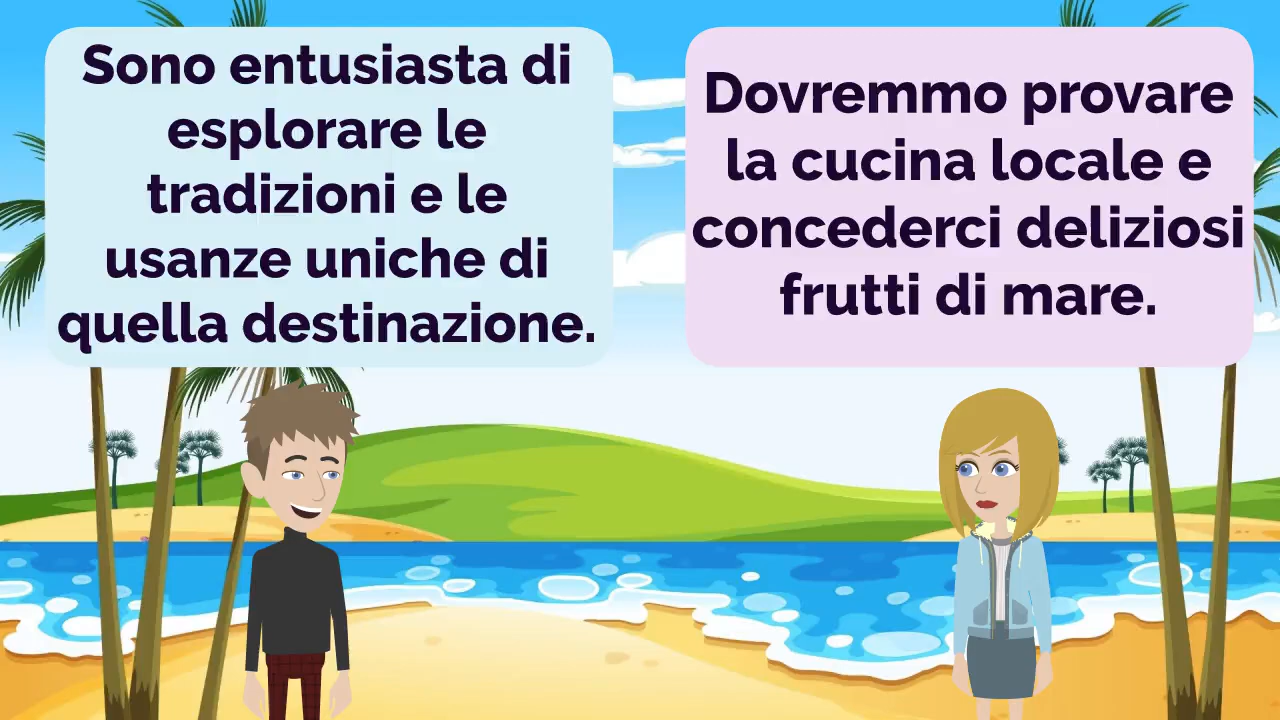 Sono entusiasta di
esplorare le
tradizioni e le
usanze uniche di
quella destinazione.
Dovremmo provare
la cucina locale e
concederci deliziosi
frutti di mare.